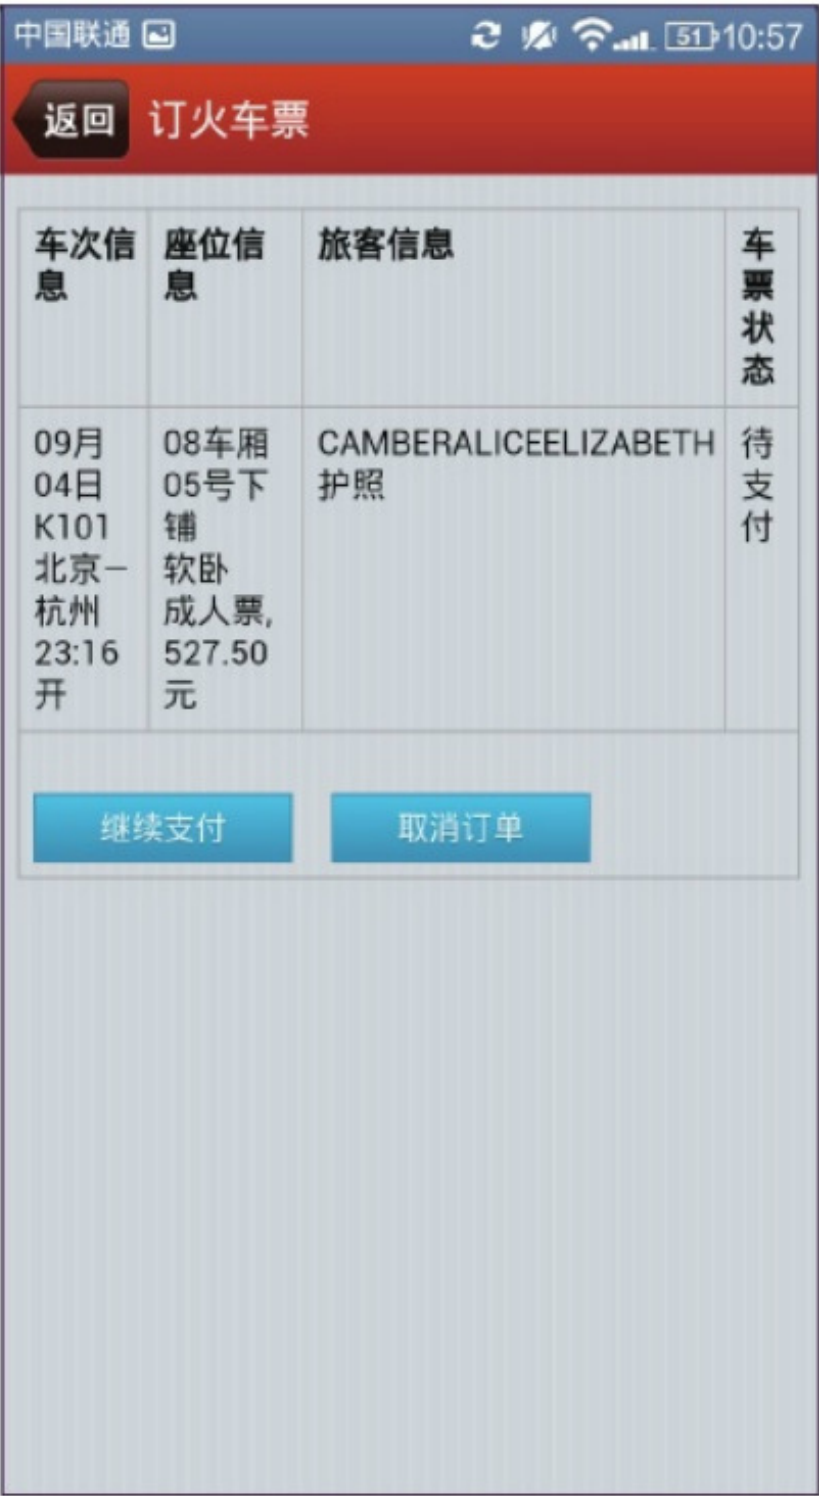 中国联通 51 10:57
返回 订火车票
车次信
息
座位信
息
旅客信息
车
票
状
态
09月
04日
K101
北京－
杭州
23:16
开
08车厢
05号下
铺
软卧
成人票,
527.50
元
CAMBERALICEELIZABETH
护照
待
支
付
继续支付
取消订单